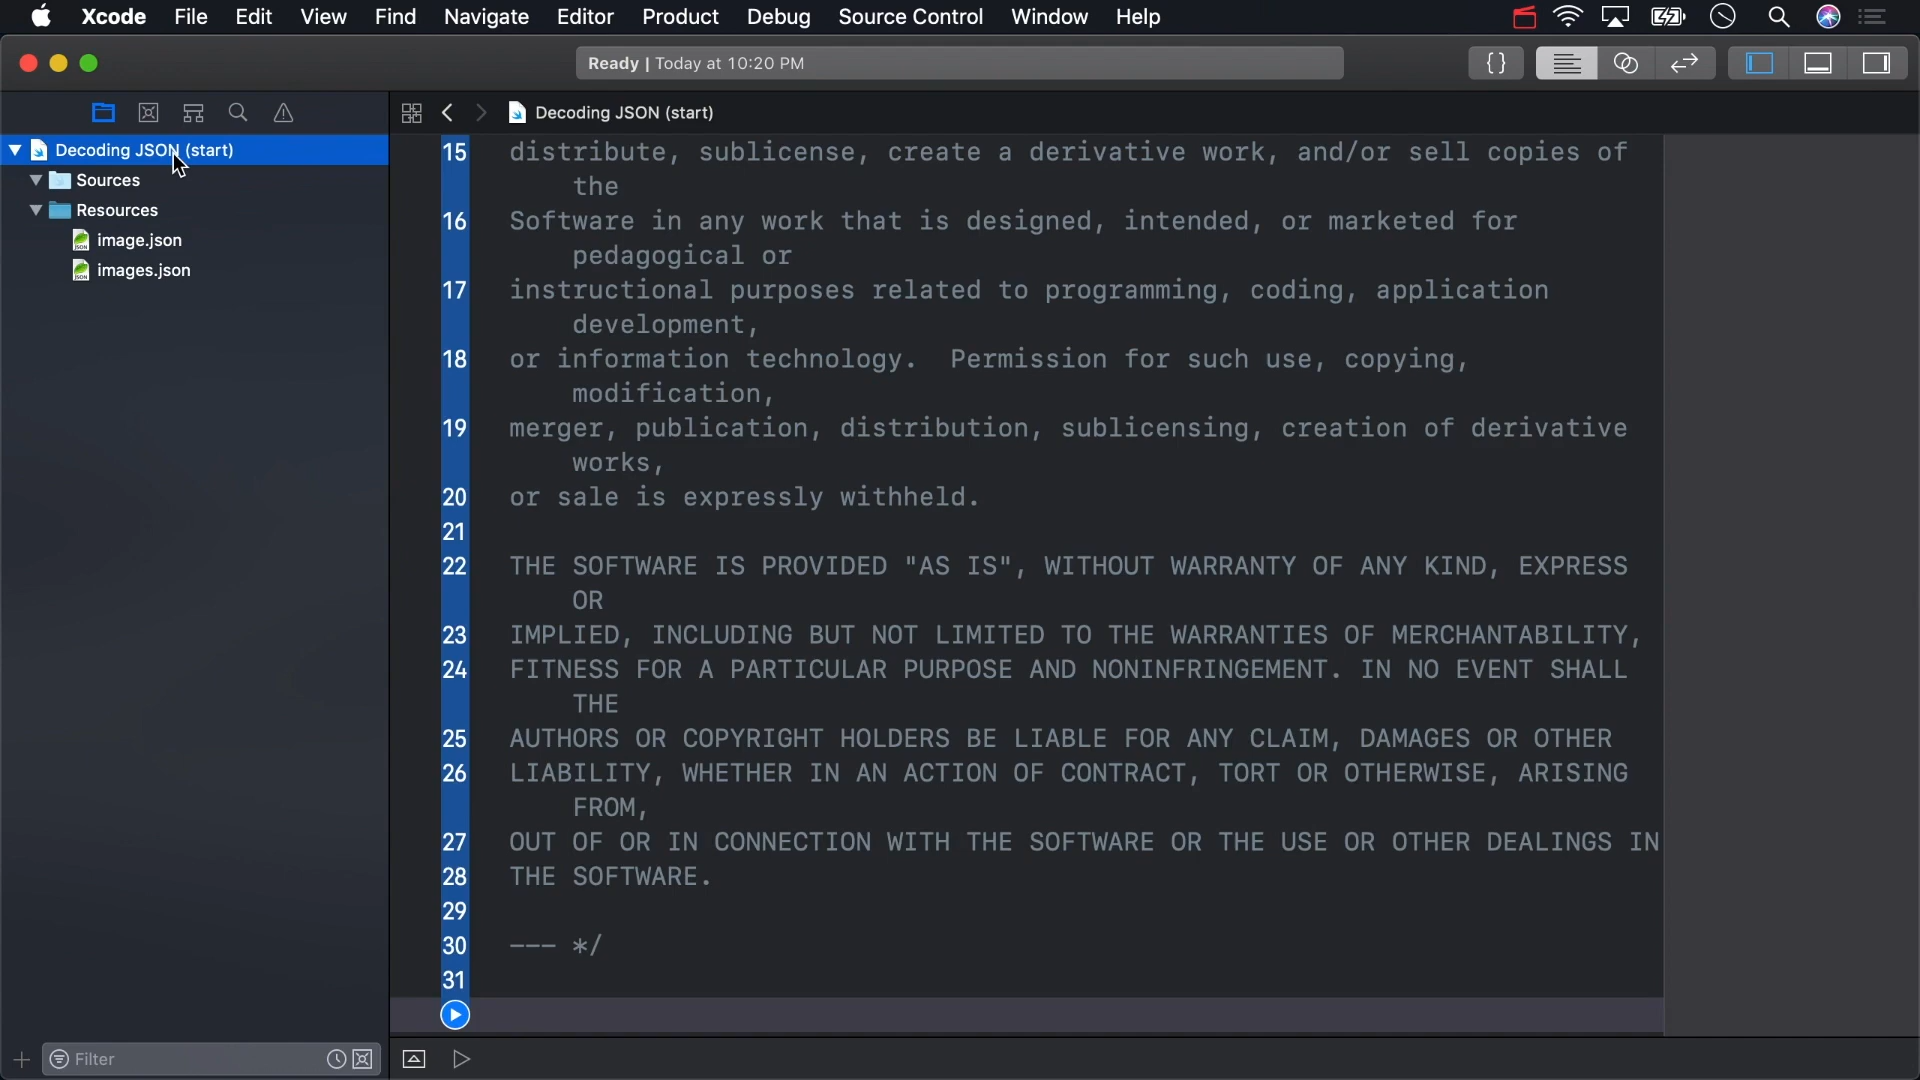 Xcode File Edit View Find Navigate Editor Product Debug Source Control Window Help
Ready | Today at 10:20 PM
{}
Decoding JSON (start)
Decoding JSON (start)
Sources
Resources
image.json
images.json
15 distribute, sublicense, create a derivative work, and/or sell copies of
the
16 Software in any work that is designed, intended, or marketed for
pedagogical or
17 instructional purposes related to programming, coding, application
development,
18 or information technology.  Permission for such use, copying,
modification,
19 merger, publication, distribution, sublicensing, creation of derivative
works,
20 or sale is expressly withheld.
21
22 THE SOFTWARE IS PROVIDED "AS IS", WITHOUT WARRANTY OF ANY KIND, EXPRESS
OR
23 IMPLIED, INCLUDING BUT NOT LIMITED TO THE WARRANTIES OF MERCHANTABILITY,
24 FITNESS FOR A PARTICULAR PURPOSE AND NONINFRINGEMENT. IN NO EVENT SHALL
THE
25 AUTHORS OR COPYRIGHT HOLDERS BE LIABLE FOR ANY CLAIM, DAMAGES OR OTHER
26 LIABILITY, WHETHER IN AN ACTION OF CONTRACT, TORT OR OTHERWISE, ARISING
FROM,
27 OUT OF OR IN CONNECTION WITH THE SOFTWARE OR THE USE OR OTHER DEALINGS IN
28 THE SOFTWARE.
29
30 --- */
31
Filter